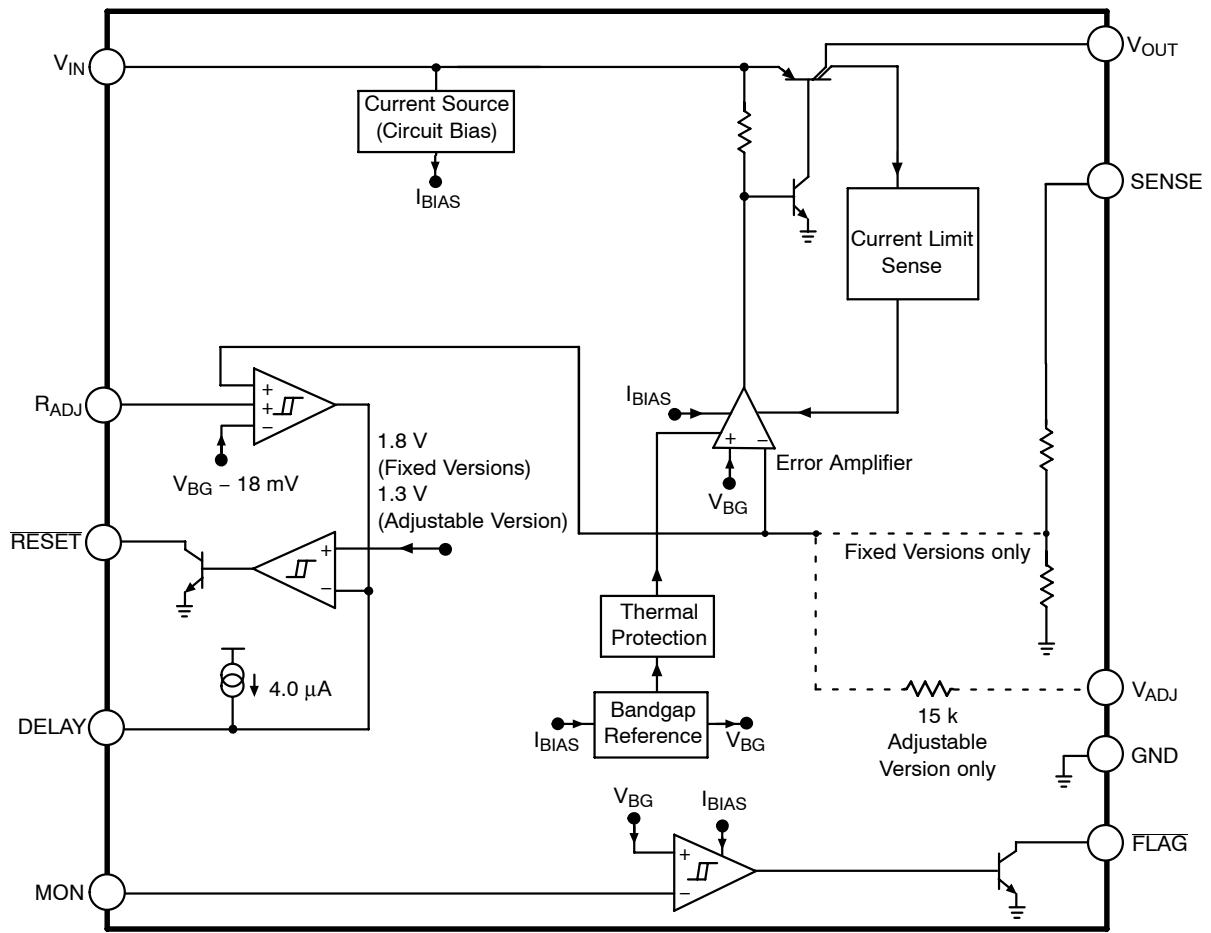 V_IN
V_OUT
Current Source
(Circuit Bias)
I_BIAS
SENSE
Current Limit
Sense
R_ADJ
+
+
−
V_BG − 18 mV
1.8 V
(Fixed Versions)
1.3 V
(Adjustable Version)
I_BIAS
+
−
Error Amplifier
V_BG
RESET
+
−
Fixed Versions only
Thermal
Protection
4.0 μA
DELAY
I_BIAS
Bandgap
Reference
V_BG
15 k
Adjustable
Version only
V_ADJ
GND
V_BG
I_BIAS
+
−
FLAG
MON